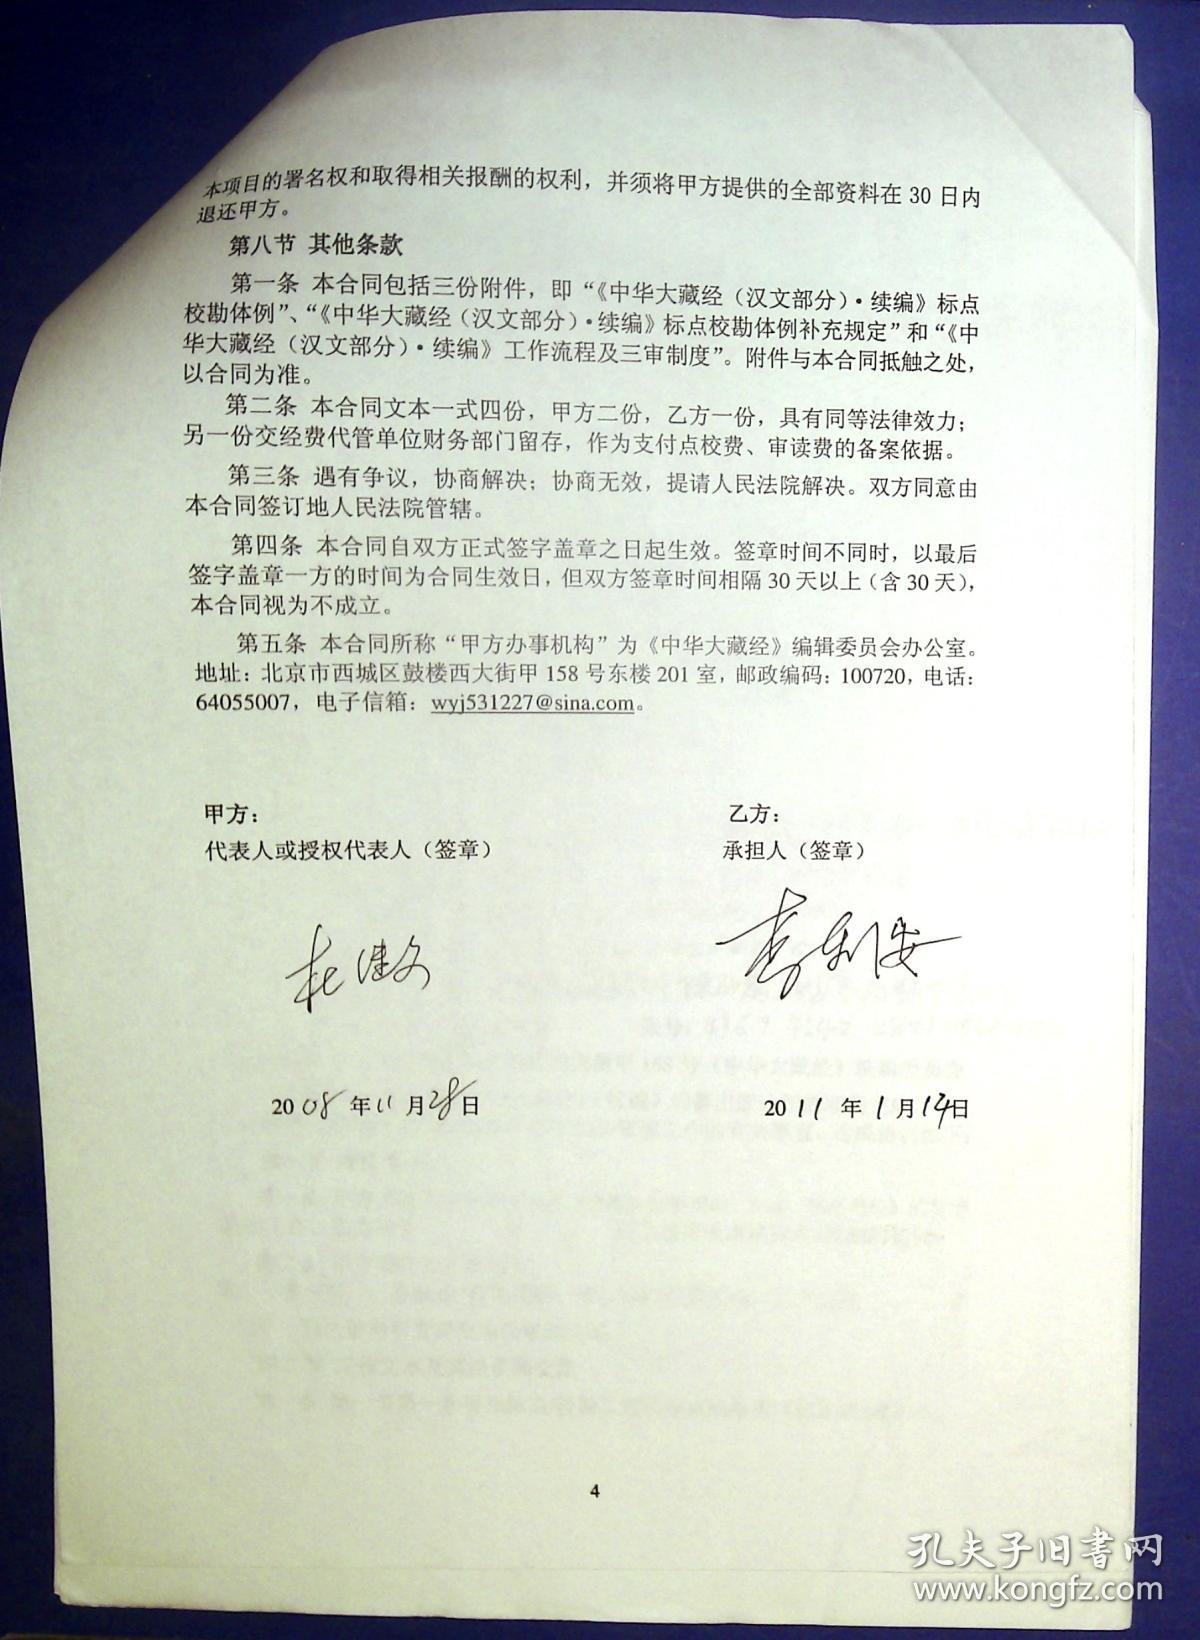 本项目的署名权和取得相关报酬的权利，并须将甲方提供的全部资料在 30 日内
退还甲方。
第八节 其他条款
第一条 本合同包括三份附件，即“《中华大藏经（汉文部分）·续编》标点
校勘体例”、“《中华大藏经（汉文部分）·续编》标点校勘体例补充规定”和“《中
华大藏经（汉文部分）·续编》工作流程及三审制度”。附件与本合同抵触之处，
以合同为准。
第二条 本合同文本一式四份，甲方二份，乙方一份，具有同等法律效力；
另一份交经费代管单位财务部门留存，作为支付点校费、审读费的备案依据。
第三条 遇有争议，协商解决；协商无效，提请人民法院解决。双方同意由
本合同签订地人民法院管辖。
第四条 本合同自双方正式签字盖章之日起生效。签章时间不同时，以最后
签字盖章一方的时间为合同生效日，但双方签章时间相隔 30 天以上（含 30 天），
本合同视为不成立。
第五条 本合同所称“甲方办事机构”为《中华大藏经》编辑委员会办公室。
地址：北京市西城区鼓楼西大街甲 158 号东楼 201 室，邮政编码：100720，电话：
64055007，电子信箱：wyj531227@sina.com。
甲方： 乙方：
代表人或授权代表人（签章） 承担人（签章）
2008 年 11 月 28 日 2011 年 1 月 14 日
4
孔夫子旧书网
www.kongfz.com